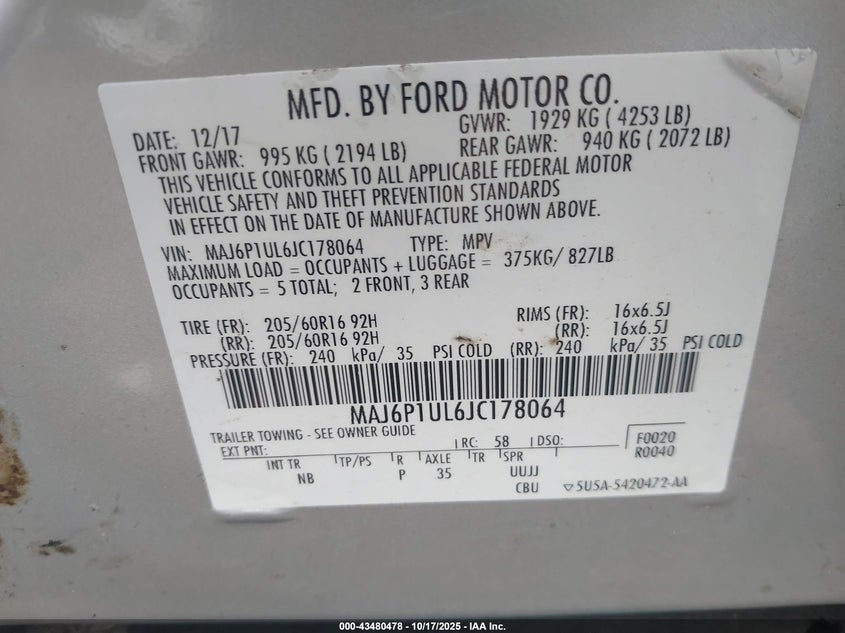 MFD. BY FORD MOTOR CO.
DATE: 12/17 GVWR: 1929 KG ( 4253 LB)
FRONT GAWR: 995 KG ( 2194 LB) REAR GAWR: 940 KG ( 2072 LB)
THIS VEHICLE CONFORMS TO ALL APPLICABLE FEDERAL MOTOR
VEHICLE SAFETY AND THEFT PREVENTION STANDARDS
IN EFFECT ON THE DATE OF MANUFACTURE SHOWN ABOVE.
VIN: MAJ6P1UL6JC178064 TYPE: MPV
MAXIMUM LOAD = OCCUPANTS + LUGGAGE = 375KG/ 827LB
OCCUPANTS = 5 TOTAL; 2 FRONT, 3 REAR
TIRE (FR): 205/60R16 92H RIMS (FR): 16x6.5J
(RR): 205/60R16 92H (RR): 16x6.5J
PRESSURE (FR): 240 kPa/ 35 PSI COLD (RR): 240 kPa/ 35 PSI COLD
MAJ6P1UL6JC178064
TRAILER TOWING - SEE OWNER GUIDE
EXT PNT: RC: 58 DSO: F0020
R0040
INT TR TP/PS R AXLE TR SPR
NB P 35 UUJJ
CBU 5U5A-5420472-AA
000-43480478 - 10/17/2025 - IAA Inc.